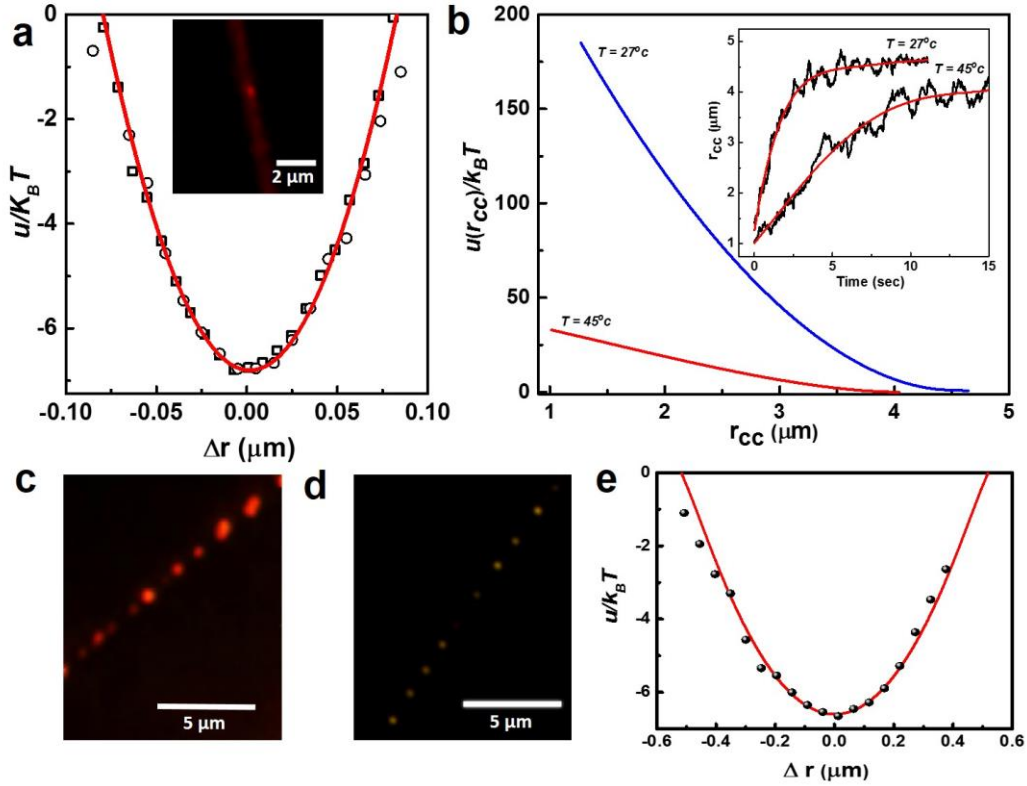 a
0
-2
-4
-6
u/K_BT
-0.10
-0.05
0.00
0.05
0.10
Δr (μm)
2 μm
b
200
150
100
50
0
u(r_CC)/k_BT
T = 27°c
T = 45°c
1
2
3
4
5
r_CC (μm)
5
4
3
2
1
r_CC (μm)
T = 27°c
T = 45°c
0
5
10
15
Time (sec)
c
5 μm
d
5 μm
e
0
-2
-4
-6
u/k_BT
-0.6
-0.4
-0.2
0.0
0.2
0.4
0.6
Δ r (μm)